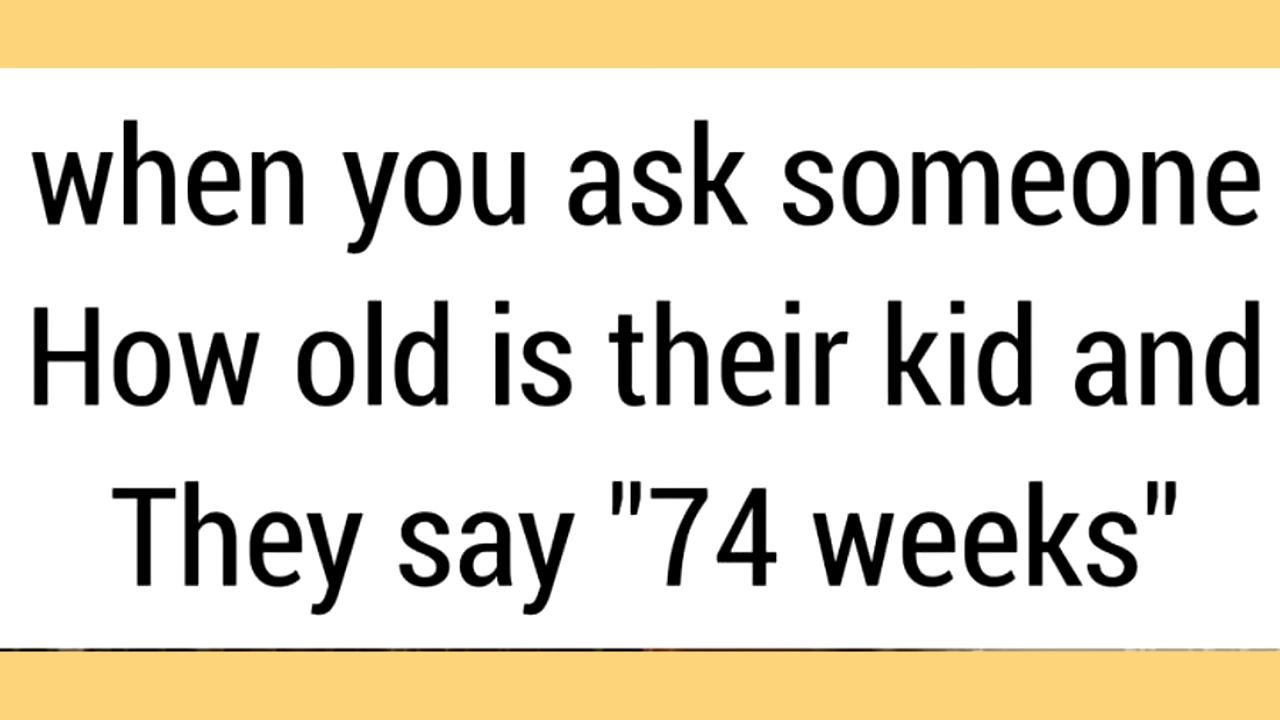 when you ask someone
How old is their kid and
They say "74 weeks"